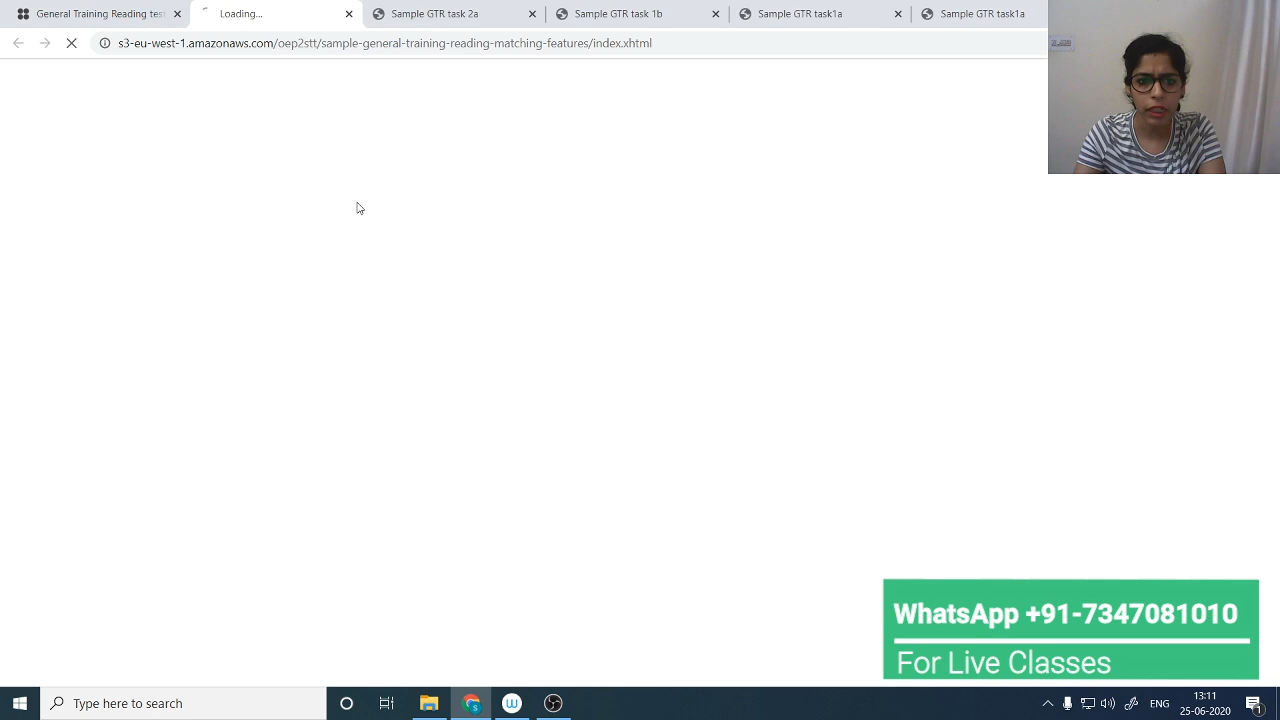 General Training Reading test
Loading...
Sample GTR task 2a
Sample GTR task 1b
Sample GTR task1a
Sample GTR task1a
s3-eu-west-1.amazonaws.com/oep2stt/sample-general-training-reading-matching-features/index.xhtml
WhatsApp +91-7347081010
For Live Classes
Type here to search
ENG
13:11
25-06-2020
1